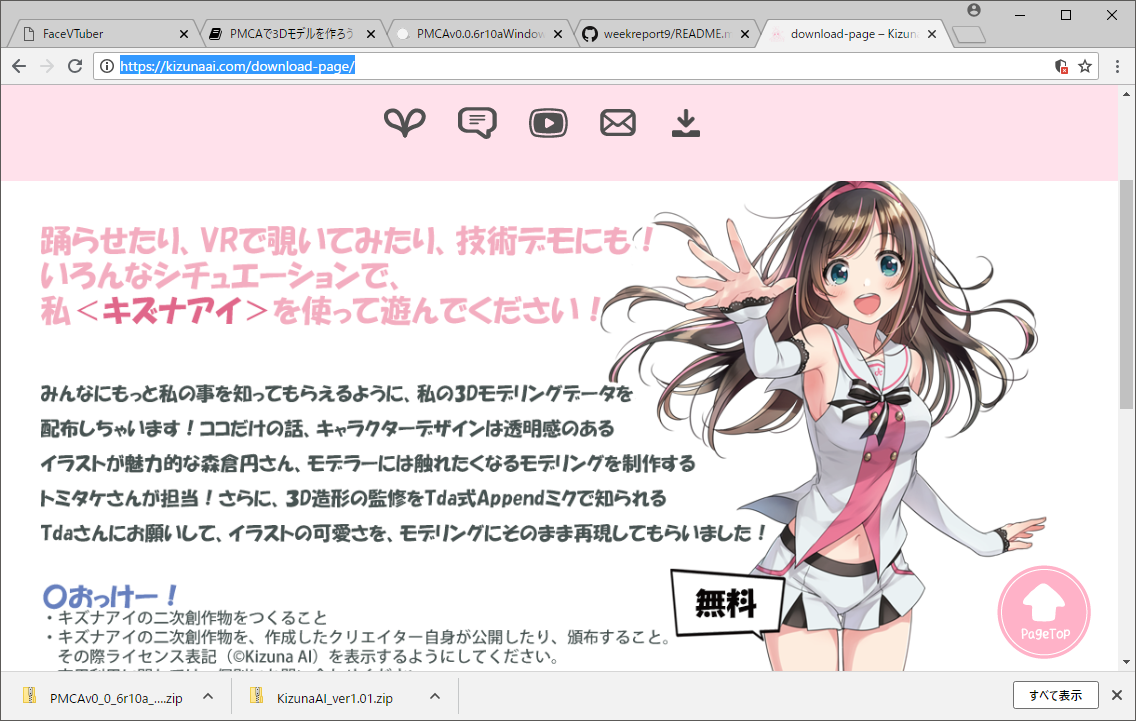 FaceVTuber
PMCAで3Dモデルを作ろう
PMCAv0.0.6r10aWindow
weekreport9/README.m
download-page – Kizun
https://kizunaai.com/download-page/
踊らせたり、VRで覗いてみたり、技術デモにも！
いろんなシチュエーションで、
私＜キズナアイ＞を使って遊んでください！
みんなにもっと私の事を知ってもらえるように、私の3Dモデリングデータを
配布しちゃいます！ココだけの話、キャラクターデザインは透明感のある
イラストが魅力的な森倉円さん、モデラーには触れたくなるモデリングを制作する
トミタケさんが担当！さらに、3D造形の監修をTda式Appendミクで知られる
Tdaさんにお願いして、イラストの可愛さを、モデリングにそのまま再現してもらいました！
〇おっけー！
・キズナアイの二次創作物をつくること
・キズナアイの二次創作物を、作成したクリエイター自身が公開したり、頒布すること。
その際ライセンス表記（©Kizuna AI）を表示するようにしてください。
無料
PageTop
PMCAv0_0_6r10a_....zip
KizunaAI_ver1.01.zip
すべて表示